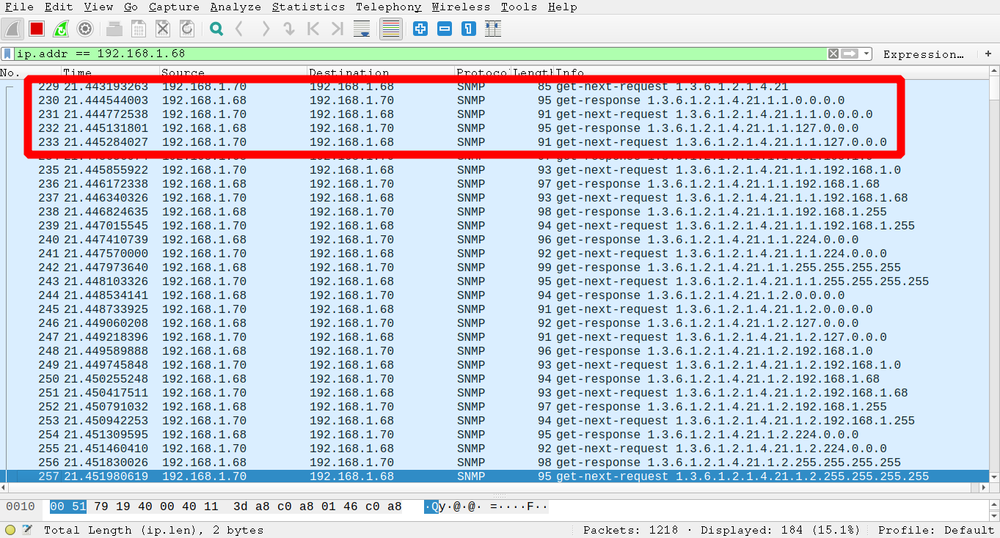 File Edit View Go Capture Analyze Statistics Telephony Wireless Tools Help
ip.addr == 192.168.1.68 Expression… +
No. Time Source Destination Protoco Length Info
229 21.443193263 192.168.1.70 192.168.1.68 SNMP 85 get-next-request 1.3.6.1.2.1.4.21
230 21.444544003 192.168.1.68 192.168.1.70 SNMP 95 get-response 1.3.6.1.2.1.4.21.1.1.0.0.0.0
231 21.444772538 192.168.1.70 192.168.1.68 SNMP 91 get-next-request 1.3.6.1.2.1.4.21.1.1.0.0.0.0
232 21.445131801 192.168.1.68 192.168.1.70 SNMP 95 get-response 1.3.6.1.2.1.4.21.1.1.127.0.0.0
233 21.445284027 192.168.1.70 192.168.1.68 SNMP 91 get-next-request 1.3.6.1.2.1.4.21.1.1.127.0.0.0
235 21.445855922 192.168.1.70 192.168.1.68 SNMP 93 get-next-request 1.3.6.1.2.1.4.21.1.1.192.168.1.0
236 21.446172338 192.168.1.68 192.168.1.70 SNMP 97 get-response 1.3.6.1.2.1.4.21.1.1.192.168.1.68
237 21.446340326 192.168.1.70 192.168.1.68 SNMP 93 get-next-request 1.3.6.1.2.1.4.21.1.1.192.168.1.68
238 21.446824635 192.168.1.68 192.168.1.70 SNMP 98 get-response 1.3.6.1.2.1.4.21.1.1.192.168.1.255
239 21.447015545 192.168.1.70 192.168.1.68 SNMP 94 get-next-request 1.3.6.1.2.1.4.21.1.1.192.168.1.255
240 21.447410739 192.168.1.68 192.168.1.70 SNMP 96 get-response 1.3.6.1.2.1.4.21.1.1.224.0.0.0
241 21.447570000 192.168.1.70 192.168.1.68 SNMP 92 get-next-request 1.3.6.1.2.1.4.21.1.1.224.0.0.0
242 21.447973640 192.168.1.68 192.168.1.70 SNMP 99 get-response 1.3.6.1.2.1.4.21.1.1.255.255.255.255
243 21.448103326 192.168.1.70 192.168.1.68 SNMP 95 get-next-request 1.3.6.1.2.1.4.21.1.1.255.255.255.255
244 21.448534141 192.168.1.68 192.168.1.70 SNMP 94 get-response 1.3.6.1.2.1.4.21.1.2.0.0.0.0
245 21.448733925 192.168.1.70 192.168.1.68 SNMP 91 get-next-request 1.3.6.1.2.1.4.21.1.2.0.0.0.0
246 21.449060208 192.168.1.68 192.168.1.70 SNMP 92 get-response 1.3.6.1.2.1.4.21.1.2.127.0.0.0
247 21.449218396 192.168.1.70 192.168.1.68 SNMP 91 get-next-request 1.3.6.1.2.1.4.21.1.2.127.0.0.0
248 21.449589888 192.168.1.68 192.168.1.70 SNMP 96 get-response 1.3.6.1.2.1.4.21.1.2.192.168.1.0
249 21.449745848 192.168.1.70 192.168.1.68 SNMP 93 get-next-request 1.3.6.1.2.1.4.21.1.2.192.168.1.0
250 21.450255248 192.168.1.68 192.168.1.70 SNMP 94 get-response 1.3.6.1.2.1.4.21.1.2.192.168.1.68
251 21.450417511 192.168.1.70 192.168.1.68 SNMP 93 get-next-request 1.3.6.1.2.1.4.21.1.2.192.168.1.68
252 21.450791032 192.168.1.68 192.168.1.70 SNMP 97 get-response 1.3.6.1.2.1.4.21.1.2.192.168.1.255
253 21.450942253 192.168.1.70 192.168.1.68 SNMP 94 get-next-request 1.3.6.1.2.1.4.21.1.2.192.168.1.255
254 21.451309595 192.168.1.68 192.168.1.70 SNMP 95 get-response 1.3.6.1.2.1.4.21.1.2.224.0.0.0
255 21.451460410 192.168.1.70 192.168.1.68 SNMP 92 get-next-request 1.3.6.1.2.1.4.21.1.2.224.0.0.0
256 21.451830026 192.168.1.68 192.168.1.70 SNMP 98 get-response 1.3.6.1.2.1.4.21.1.2.255.255.255.255
257 21.451980619 192.168.1.70 192.168.1.68 SNMP 95 get-next-request 1.3.6.1.2.1.4.21.1.2.255.255.255.255
0010 00 51 79 19 40 00 40 11 3d a8 c0 a8 01 46 c0 a8 ·Qy·@·@· =····F··
Total Length (ip.len), 2 bytes Packets: 1218 · Displayed: 184 (15.1%) Profile: Default